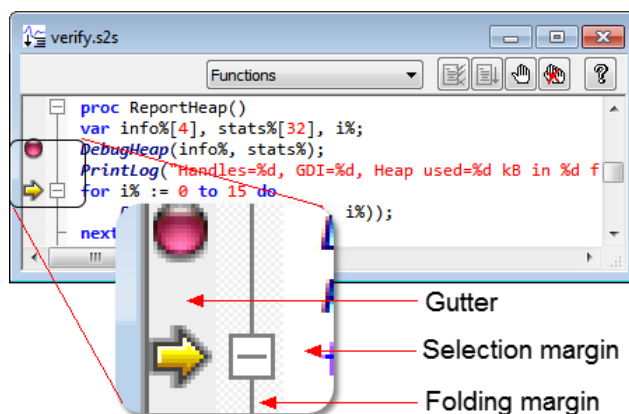 verify.s2s
Functions
proc ReportHeap()
var info%[4], stats%[32], i%;
DebugHeap(info%, stats%);
PrintLog("Handles=%d, GDI=%d, Heap used=%d kB in %d f
for i% := 0 to 15 do
i%));
next
Gutter
Selection margin
Folding margin